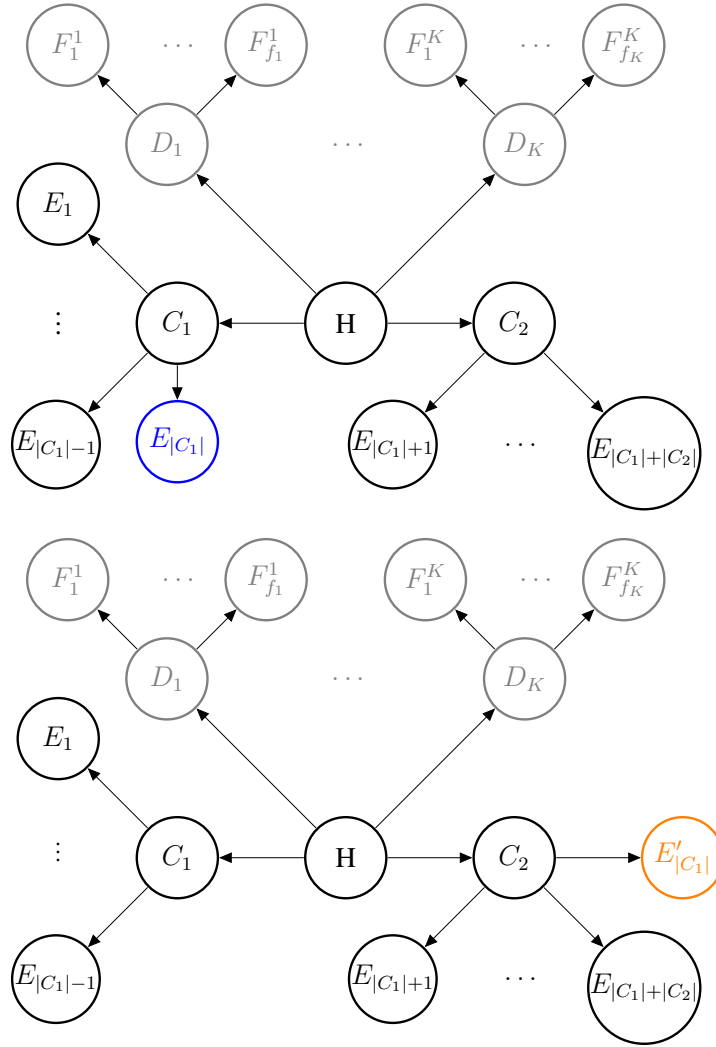 F_1^1 ⋯ F_{f_1}^1 F_1^K ⋯ F_{f_K}^K
D_1 ⋯ D_K
E_1
⋮ C_1 H C_2
E_{|C_1|−1} E_{|C_1|} E_{|C_1|+1} ⋯ E_{|C_1|+|C_2|}
F_1^1 ⋯ F_{f_1}^1 F_1^K ⋯ F_{f_K}^K
D_1 ⋯ D_K
E_1
⋮ C_1 H C_2 E'_{|C_1|}
E_{|C_1|−1} E_{|C_1|+1} ⋯ E_{|C_1|+|C_2|}